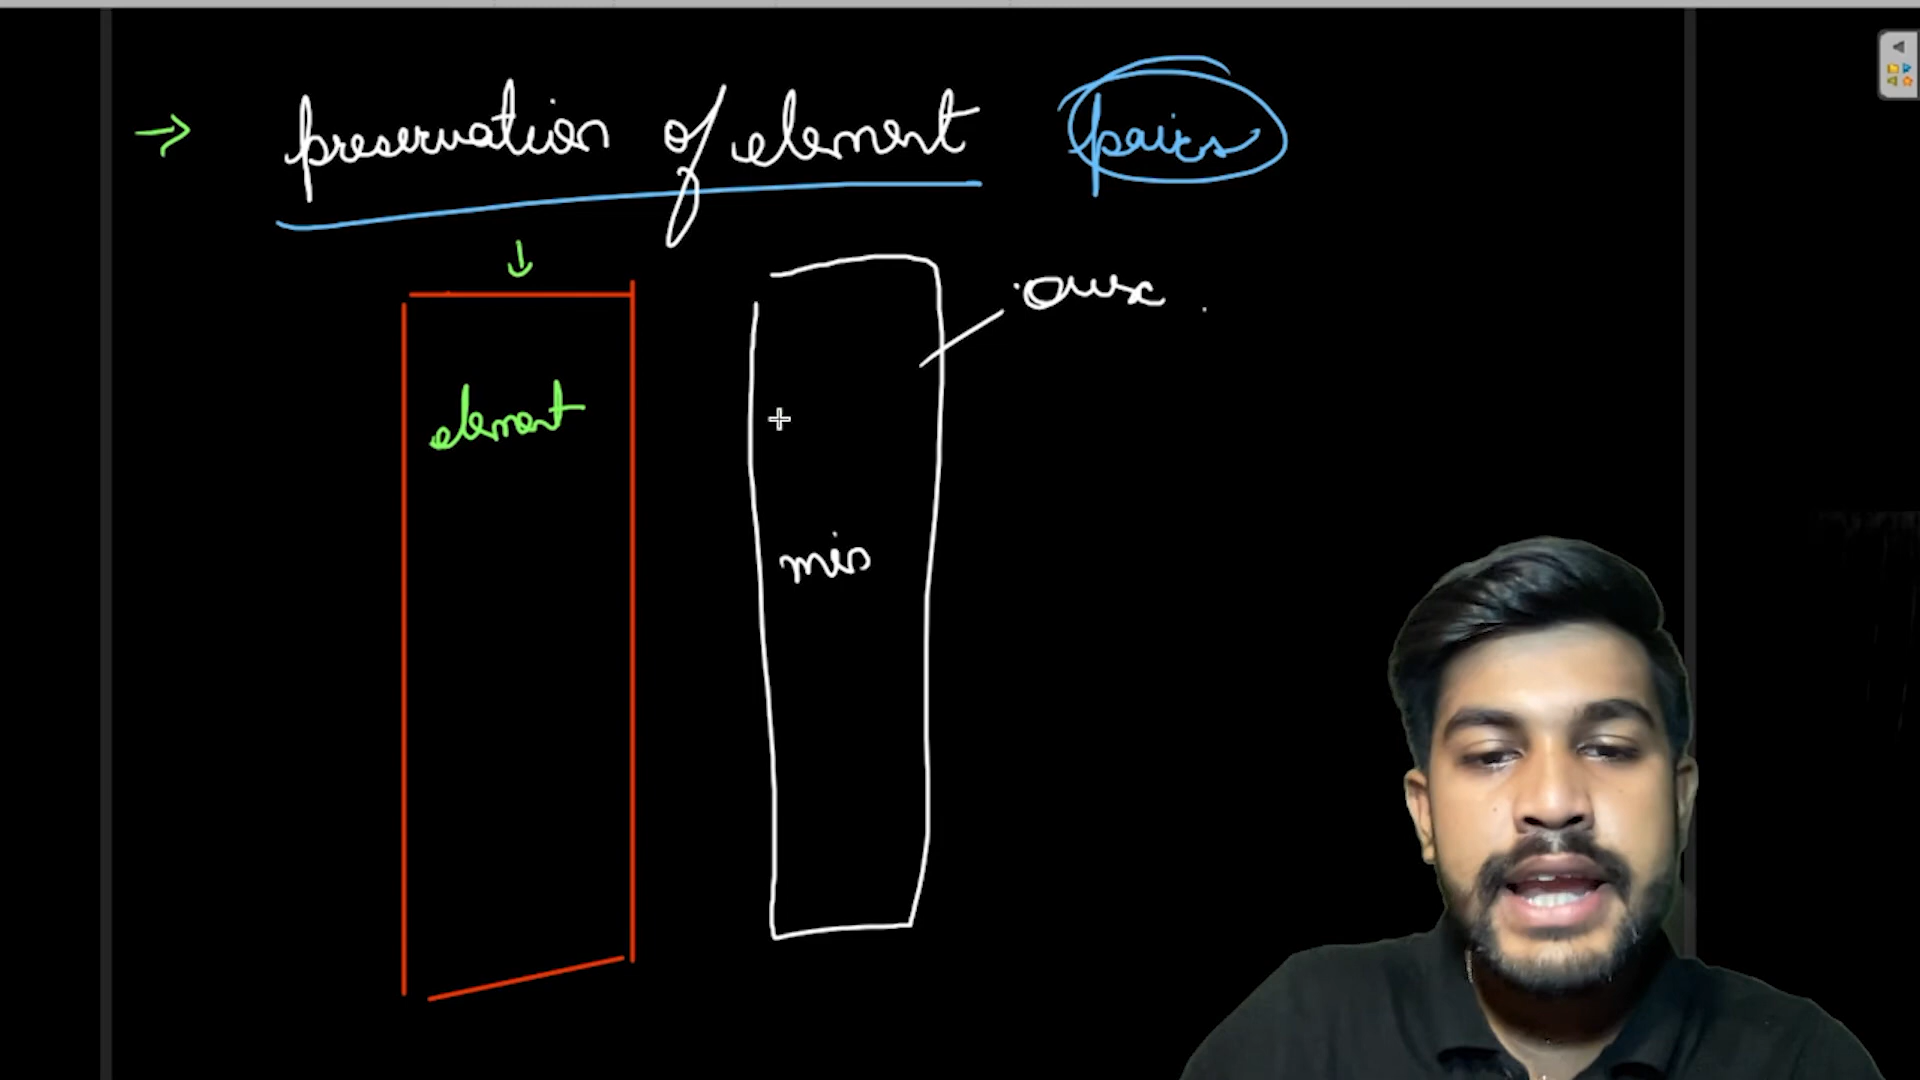 → preservation of element pairs
aux .
element
min